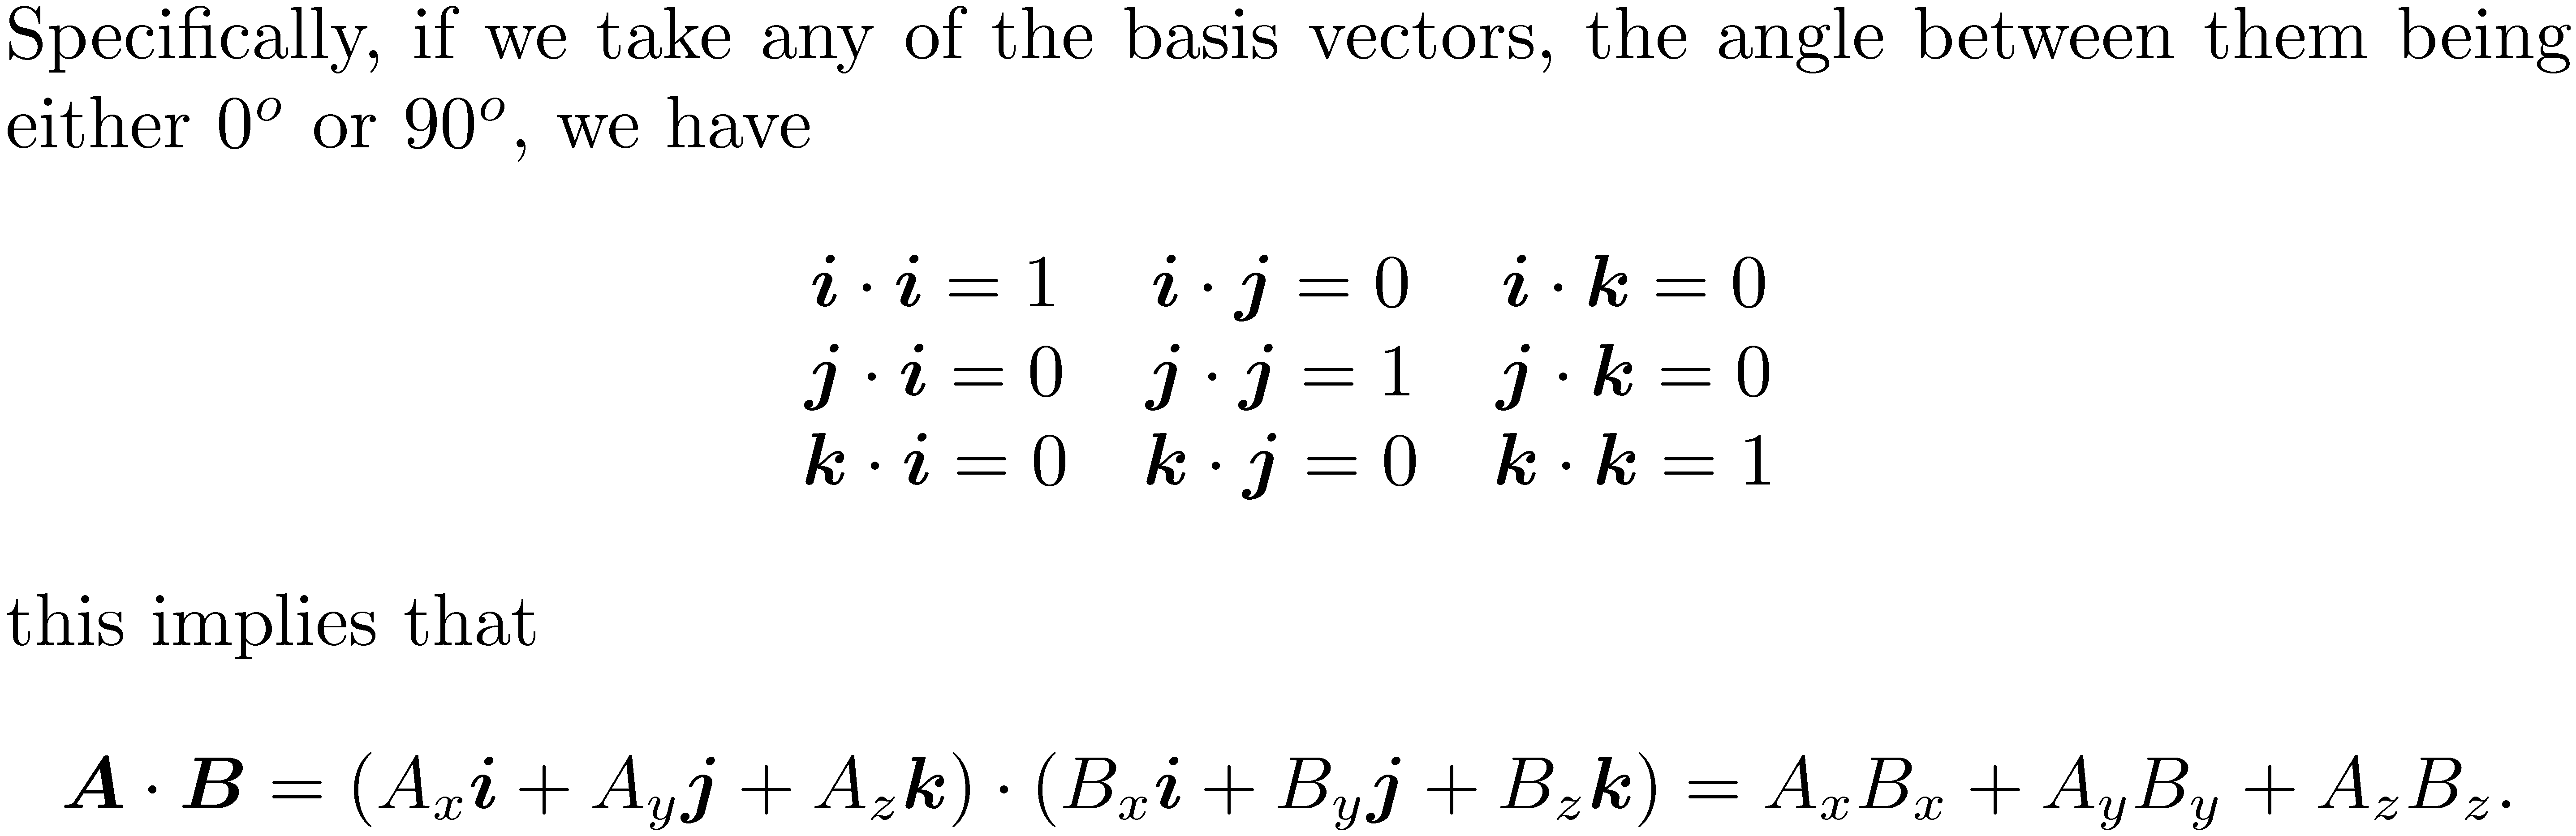 Specifically, if we take any of the basis vectors, the angle between them being
either 0° or 90°, we have
i · i = 1 i · j = 0 i · k = 0
j · i = 0 j · j = 1 j · k = 0
k · i = 0 k · j = 0 k · k = 1
this implies that
A · B = (A_x i + A_y j + A_z k) · (B_x i + B_y j + B_z k) = A_x B_x + A_y B_y + A_z B_z.